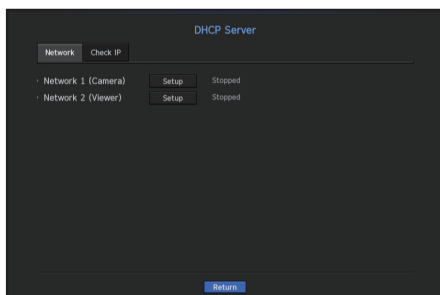 DHCP Server
Network Check IP
Network 1 (Camera) Setup Stopped
Network 2 (Viewer) Setup Stopped
Return